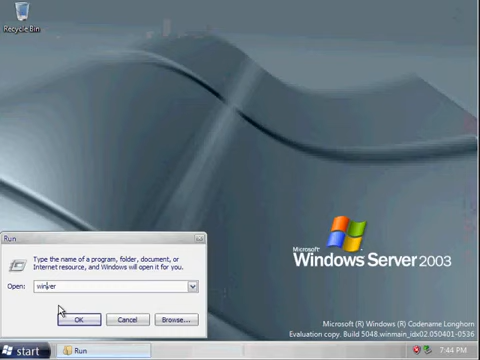 Recycle Bin
Microsoft
Windows Server 2003
Run
Type the name of a program, folder, document, or
Internet resource, and Windows will open it for you.
Open:
winver
OK
Cancel
Browse...
Microsoft (R) Windows (R) Codename Longhorn
Evaluation copy. Build 5048.winmain_idx02.050401-0536
start
Run
7:44 PM